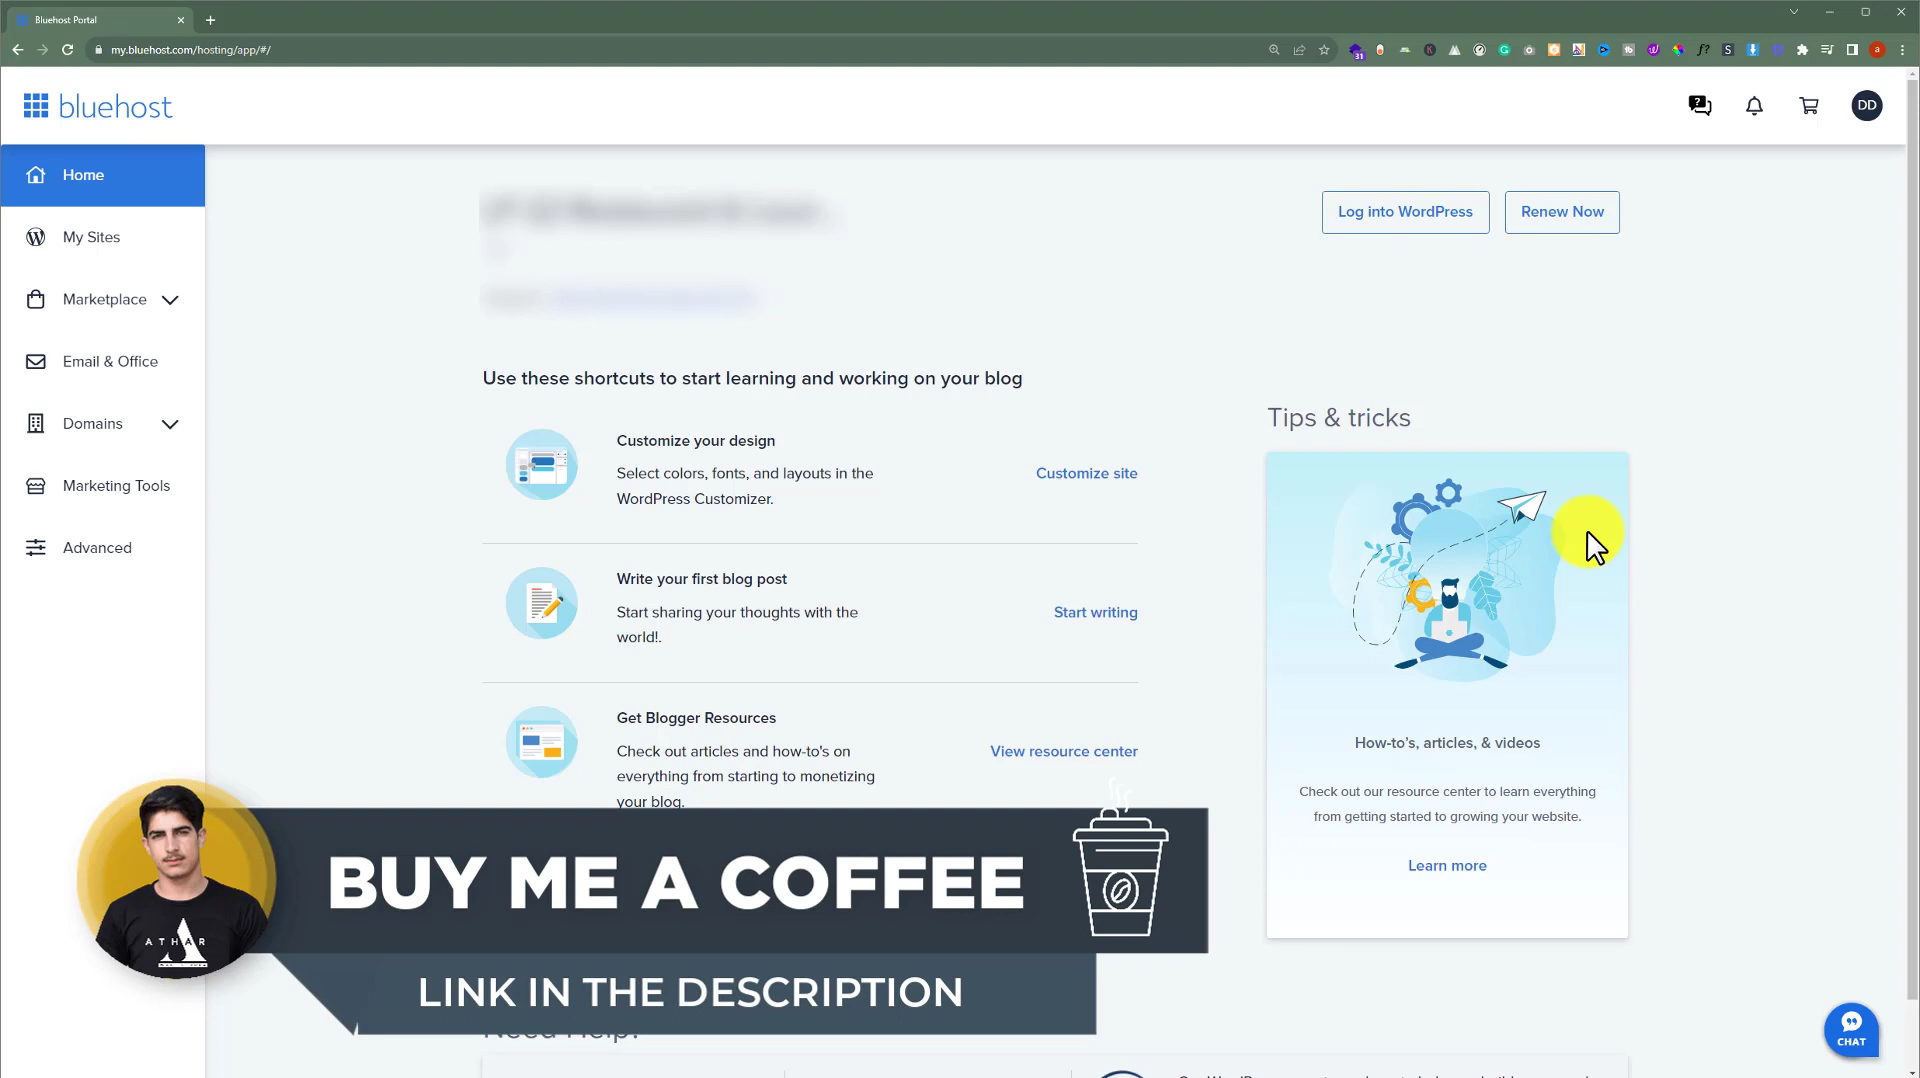 Bluehost Portal
my.bluehost.com/hosting/app/#/
31
f?
S
a
bluehost
DD
Home
My Sites
Marketplace
Email & Office
Domains
Marketing Tools
Advanced
Log into WordPress
Renew Now
Use these shortcuts to start learning and working on your blog
Customize your design
Select colors, fonts, and layouts in the
WordPress Customizer.
Customize site
Write your first blog post
Start sharing your thoughts with the
world!.
Start writing
Get Blogger Resources
Check out articles and how-to's on
everything from starting to monetizing
your blog.
View resource center
Tips & tricks
How-to's, articles, & videos
Check out our resource center to learn everything
from getting started to growing your website.
Learn more
ATHAR
BUY ME A COFFEE
LINK IN THE DESCRIPTION
Need Help?
CHAT